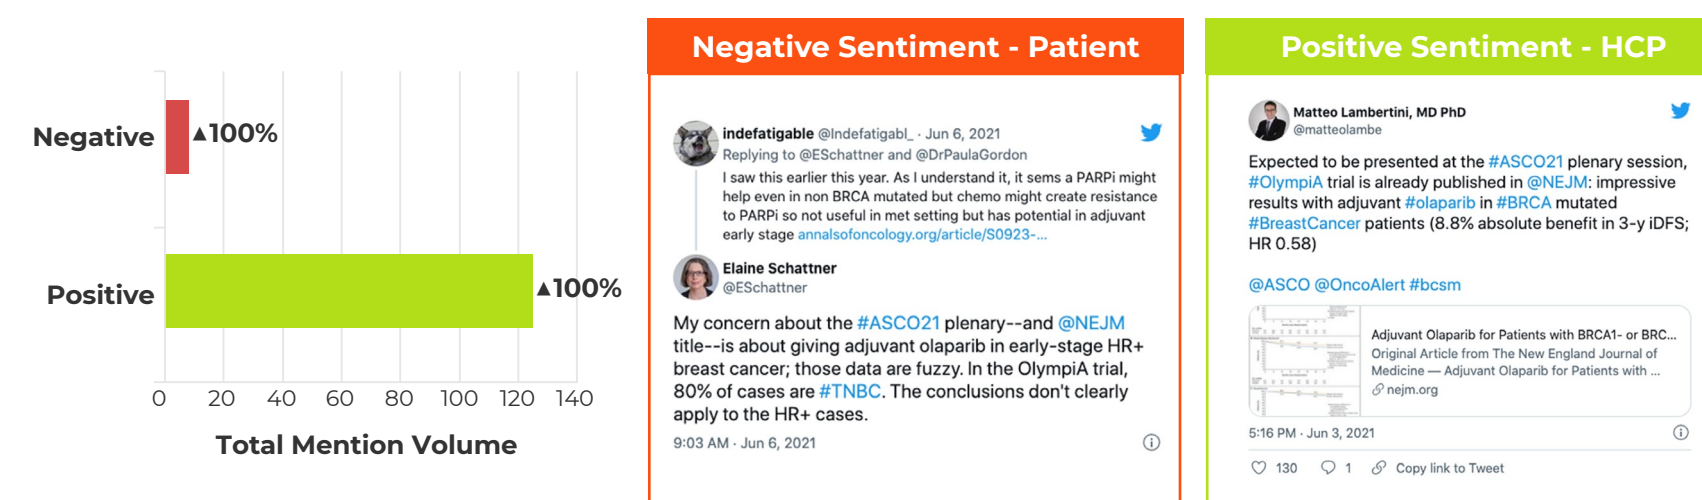 Negative
▲100%
Positive
▲100%
0 20 40 60 80 100 120 140
Total Mention Volume
Negative Sentiment - Patient
indefatigable @Indefatigabl_ · Jun 6, 2021
Replying to @ESchattner and @DrPaulaGordon
I saw this earlier this year. As I understand it, it sems a PARPi might
help even in non BRCA mutated but chemo might create resistance
to PARPi so not useful in met setting but has potential in adjuvant
early stage annalsofoncology.org/article/S0923-...
Elaine Schattner
@ESchattner
My concern about the #ASCO21 plenary--and @NEJM
title--is about giving adjuvant olaparib in early-stage HR+
breast cancer; those data are fuzzy. In the OlympiA trial,
80% of cases are #TNBC. The conclusions don't clearly
apply to the HR+ cases.
9:03 AM · Jun 6, 2021
Positive Sentiment - HCP
Matteo Lambertini, MD PhD
@matteolambe
Expected to be presented at the #ASCO21 plenary session,
#OlympiA trial is already published in @NEJM: impressive
results with adjuvant #olaparib in #BRCA mutated
#BreastCancer patients (8.8% absolute benefit in 3-y iDFS;
HR 0.58)
@ASCO @OncoAlert #bcsm
Adjuvant Olaparib for Patients with BRCA1- or BRC...
Original Article from The New England Journal of
Medicine — Adjuvant Olaparib for Patients with ...
nejm.org
5:16 PM · Jun 3, 2021
130 1 Copy link to Tweet